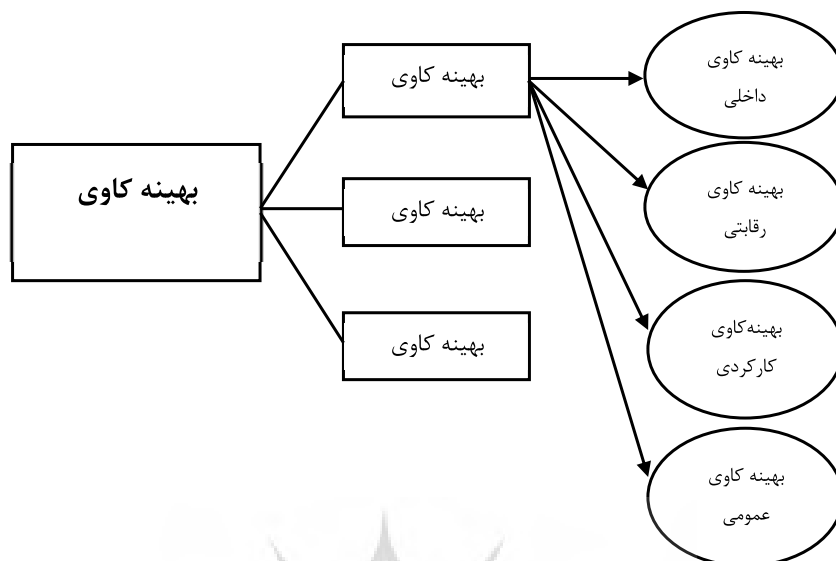 بهینه کاوی
بهینه کاوی
بهینه کاوی
بهینه کاوی
بهینه کاوی
داخلی
بهینه کاوی
رقابتی
بهینه‌کاوی
کارکردی
بهینه کاوی
عمومی